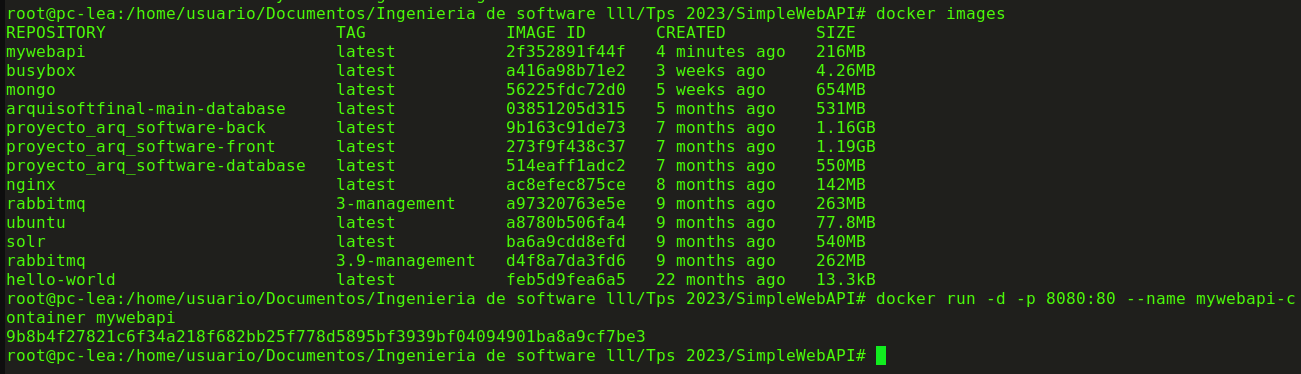 root@pc-lea:/home/usuario/Documentos/Ingenieria de software lll/Tps 2023/SimpleWebAPI# docker images
REPOSITORY TAG IMAGE ID CREATED SIZE
mywebapi latest 2f352891f44f 4 minutes ago 216MB
busybox latest a416a98b71e2 3 weeks ago 4.26MB
mongo latest 56225fdc72d0 5 weeks ago 654MB
arquisoftfinal-main-database latest 03851205d315 5 months ago 531MB
proyecto_arq_software-back latest 9b163c91de73 7 months ago 1.16GB
proyecto_arq_software-front latest 273f9f438c37 7 months ago 1.19GB
proyecto_arq_software-database latest 514eaff1adc2 7 months ago 550MB
nginx latest ac8efec875ce 8 months ago 142MB
rabbitmq 3-management a97320763e5e 9 months ago 263MB
ubuntu latest a8780b506fa4 9 months ago 77.8MB
solr latest ba6a9cdd8efd 9 months ago 540MB
rabbitmq 3.9-management d4f8a7da3fd6 9 months ago 262MB
hello-world latest feb5d9fea6a5 22 months ago 13.3kB
root@pc-lea:/home/usuario/Documentos/Ingenieria de software lll/Tps 2023/SimpleWebAPI# docker run -d -p 8080:80 --name mywebapi-c
ontainer mywebapi
9b8b4f27821c6f34a218f682bb25f778d5895bf3939bf04094901ba8a9cf7be3
root@pc-lea:/home/usuario/Documentos/Ingenieria de software lll/Tps 2023/SimpleWebAPI#